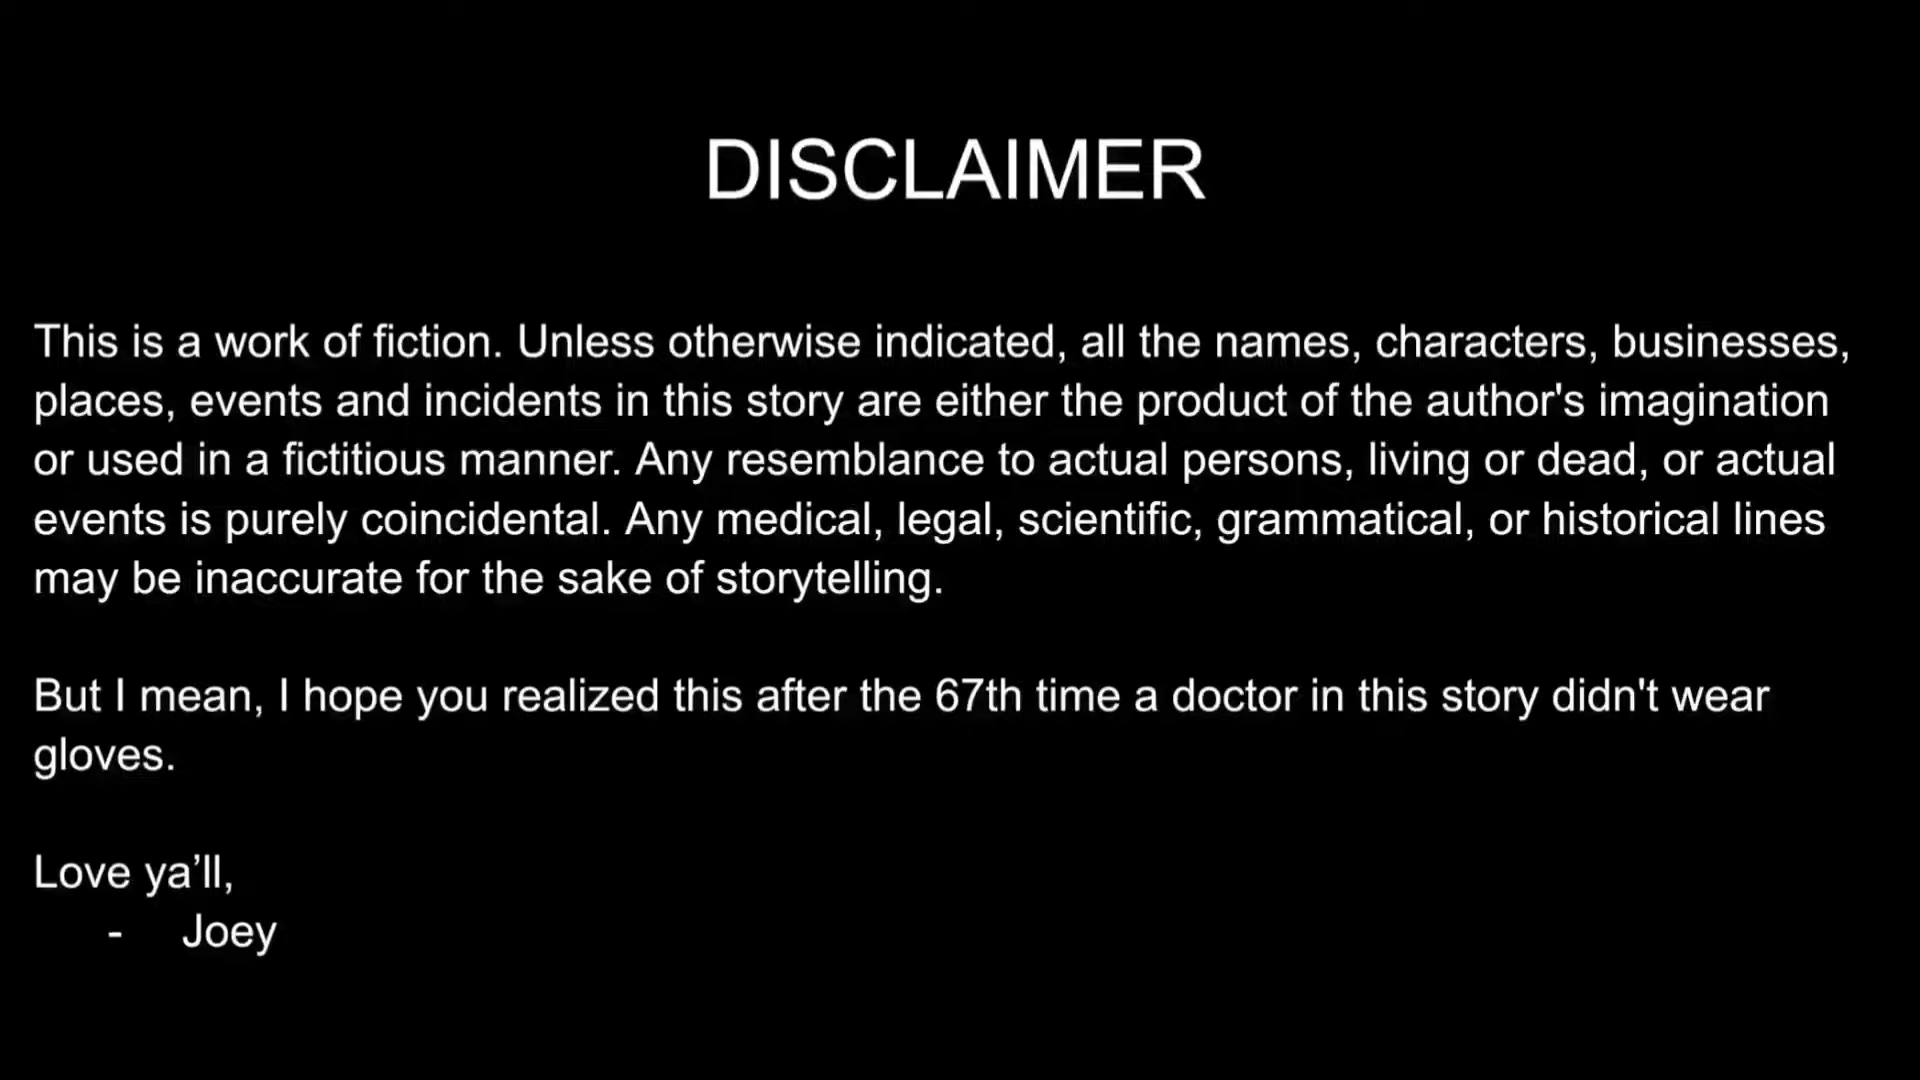 DISCLAIMER
This is a work of fiction. Unless otherwise indicated, all the names, characters, businesses,
places, events and incidents in this story are either the product of the author's imagination
or used in a fictitious manner. Any resemblance to actual persons, living or dead, or actual
events is purely coincidental. Any medical, legal, scientific, grammatical, or historical lines
may be inaccurate for the sake of storytelling.
But I mean, I hope you realized this after the 67th time a doctor in this story didn't wear
gloves.
Love ya’ll,
- Joey